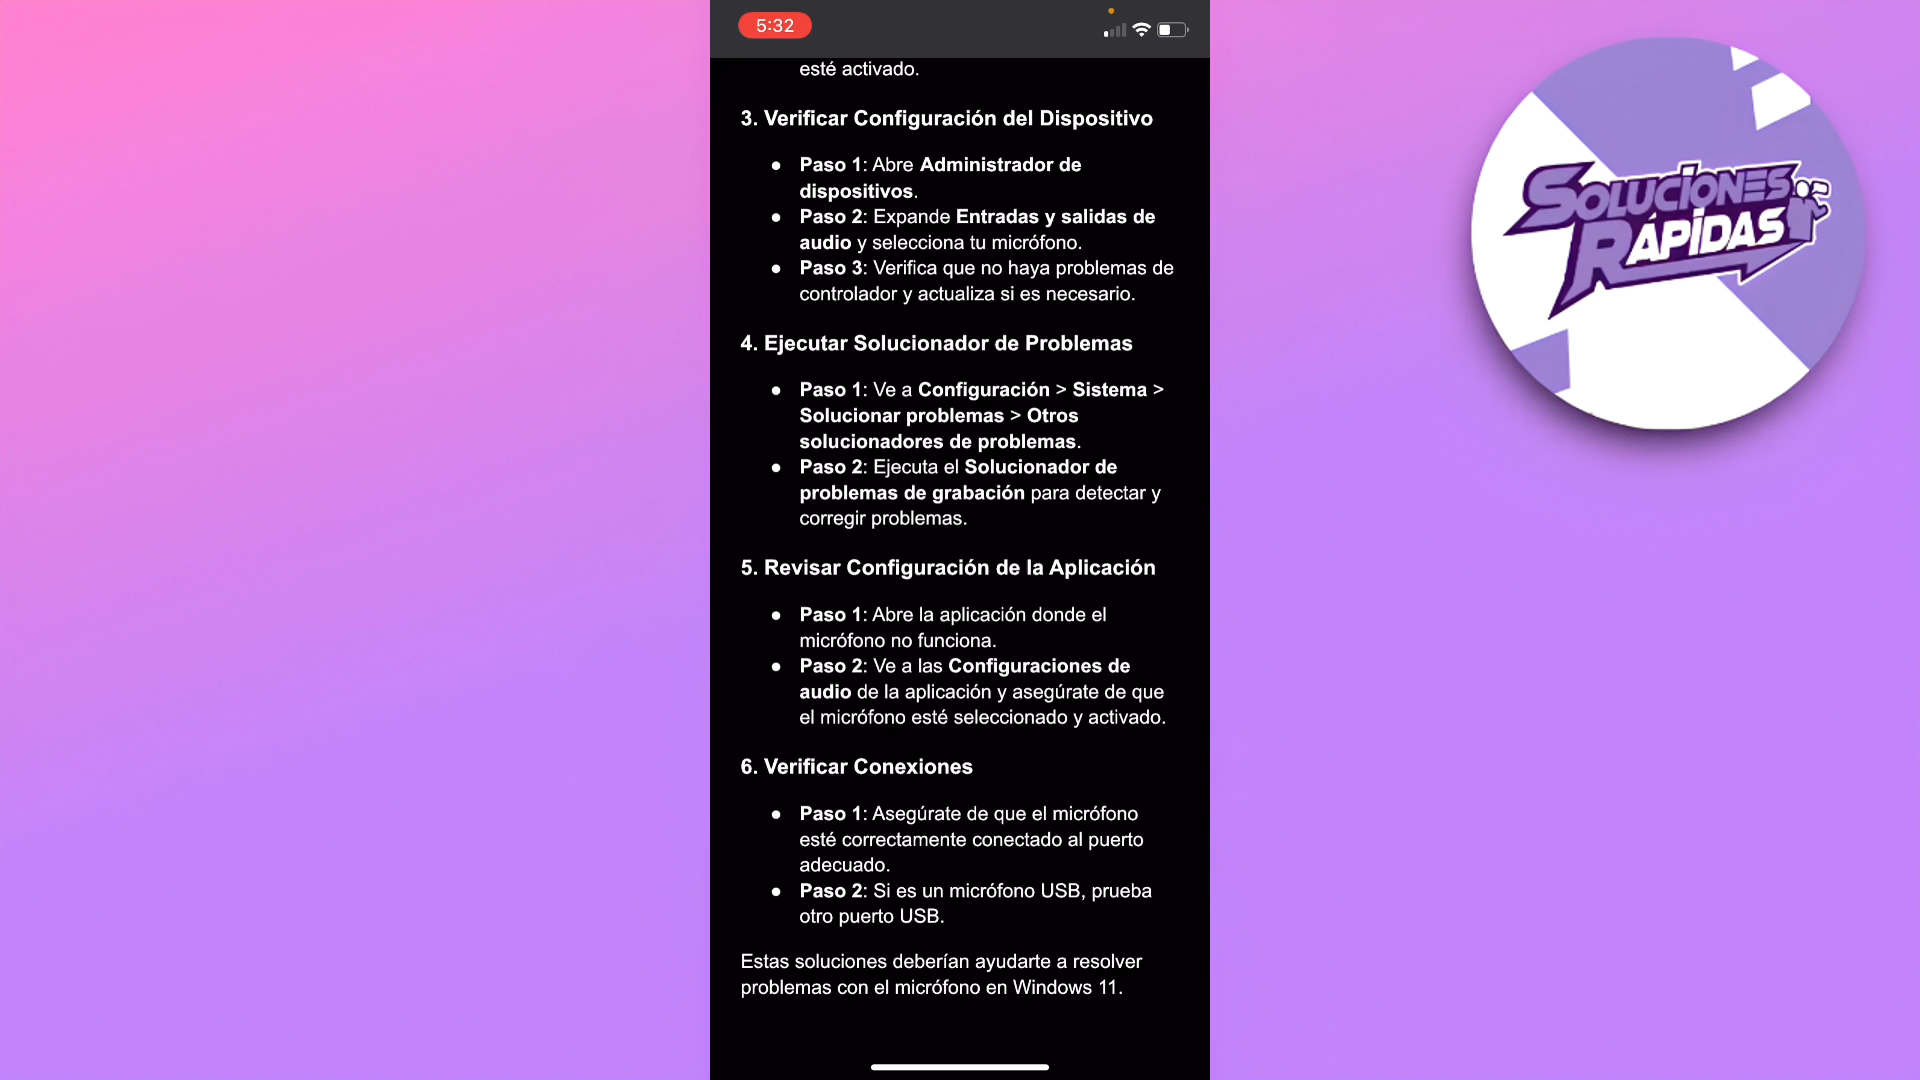 5:32
esté activado.
3. Verificar Configuración del Dispositivo
● Paso 1: Abre Administrador de
dispositivos.
● Paso 2: Expande Entradas y salidas de
audio y selecciona tu micrófono.
● Paso 3: Verifica que no haya problemas de
controlador y actualiza si es necesario.
4. Ejecutar Solucionador de Problemas
● Paso 1: Ve a Configuración > Sistema >
Solucionar problemas > Otros
solucionadores de problemas.
● Paso 2: Ejecuta el Solucionador de
problemas de grabación para detectar y
corregir problemas.
5. Revisar Configuración de la Aplicación
● Paso 1: Abre la aplicación donde el
micrófono no funciona.
● Paso 2: Ve a las Configuraciones de
audio de la aplicación y asegúrate de que
el micrófono esté seleccionado y activado.
6. Verificar Conexiones
● Paso 1: Asegúrate de que el micrófono
esté correctamente conectado al puerto
adecuado.
● Paso 2: Si es un micrófono USB, prueba
otro puerto USB.
Estas soluciones deberían ayudarte a resolver
problemas con el micrófono en Windows 11.
SOLUCIONES
RÁPIDAS